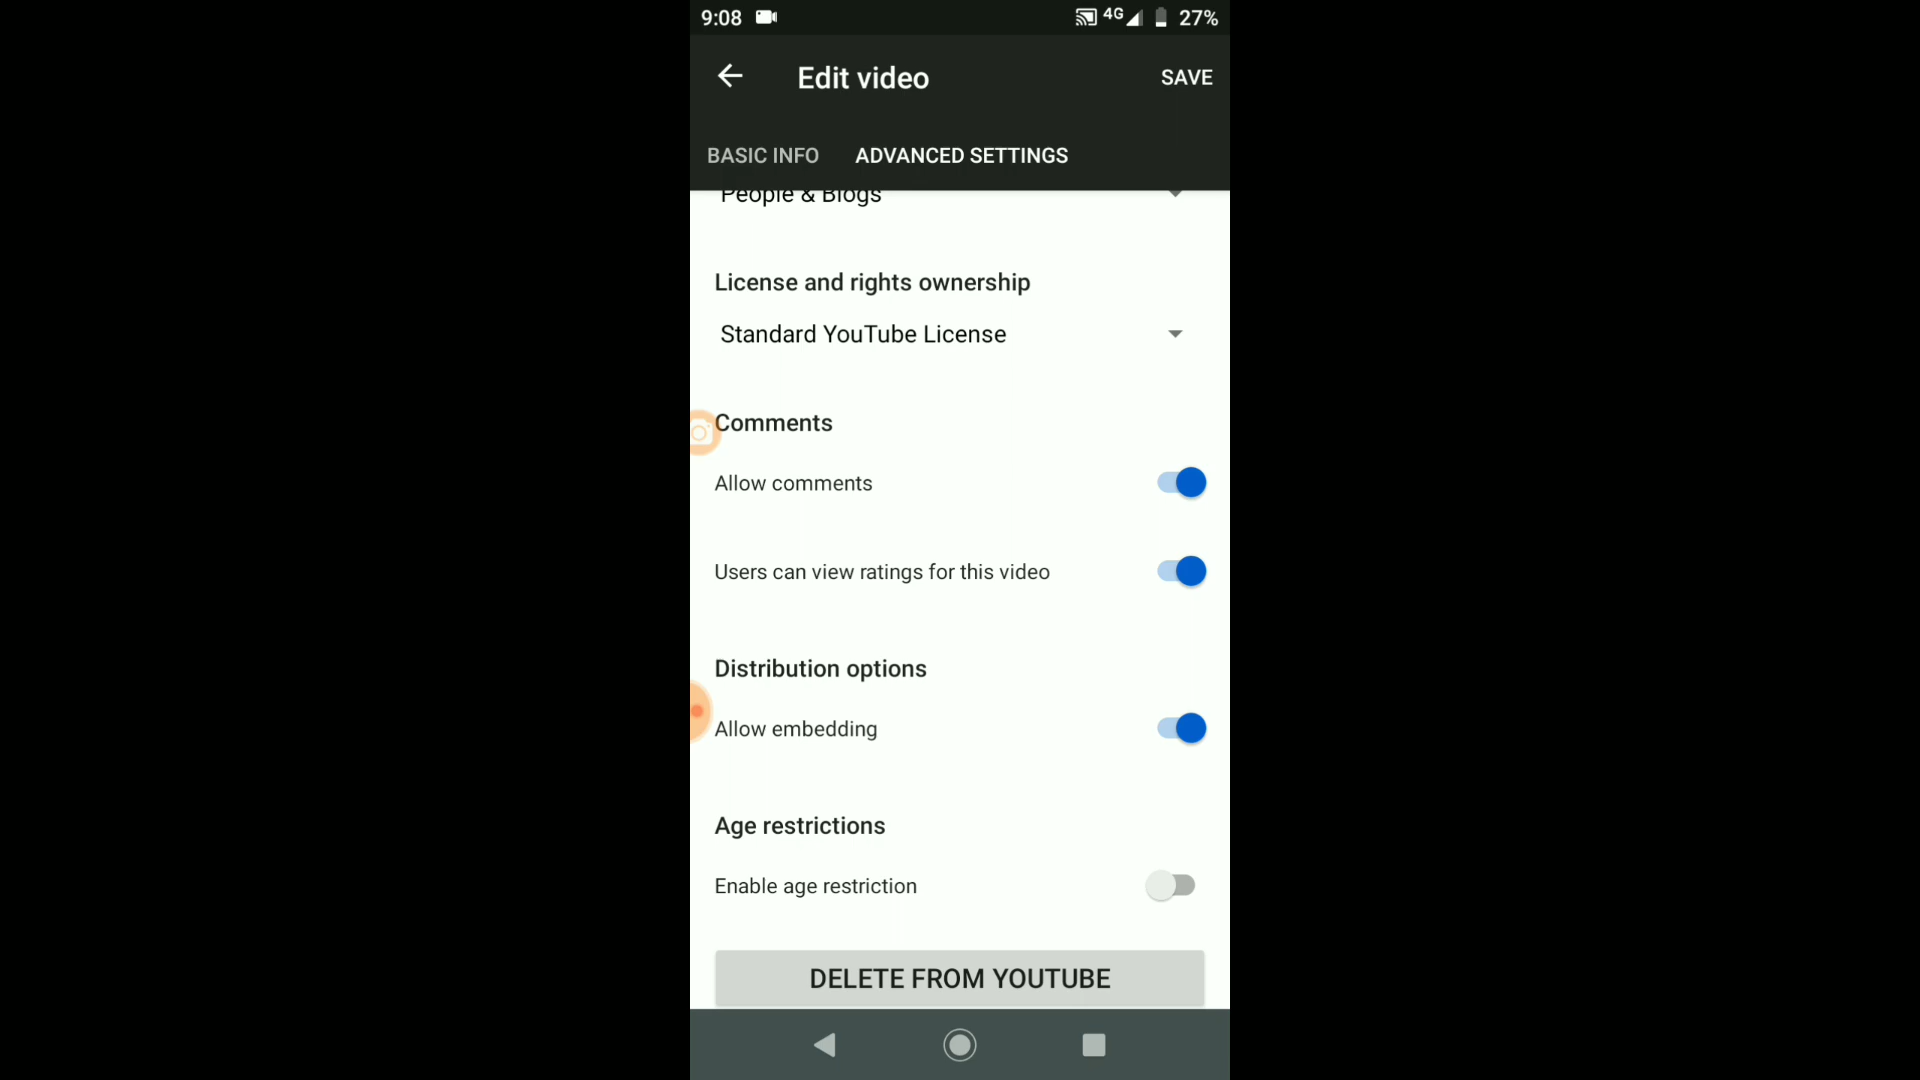 9:08 4G 27%
Edit video SAVE
BASIC INFO ADVANCED SETTINGS
People & Blogs
License and rights ownership
Standard YouTube License
Comments
Allow comments
Users can view ratings for this video
Distribution options
Allow embedding
Age restrictions
Enable age restriction
DELETE FROM YOUTUBE